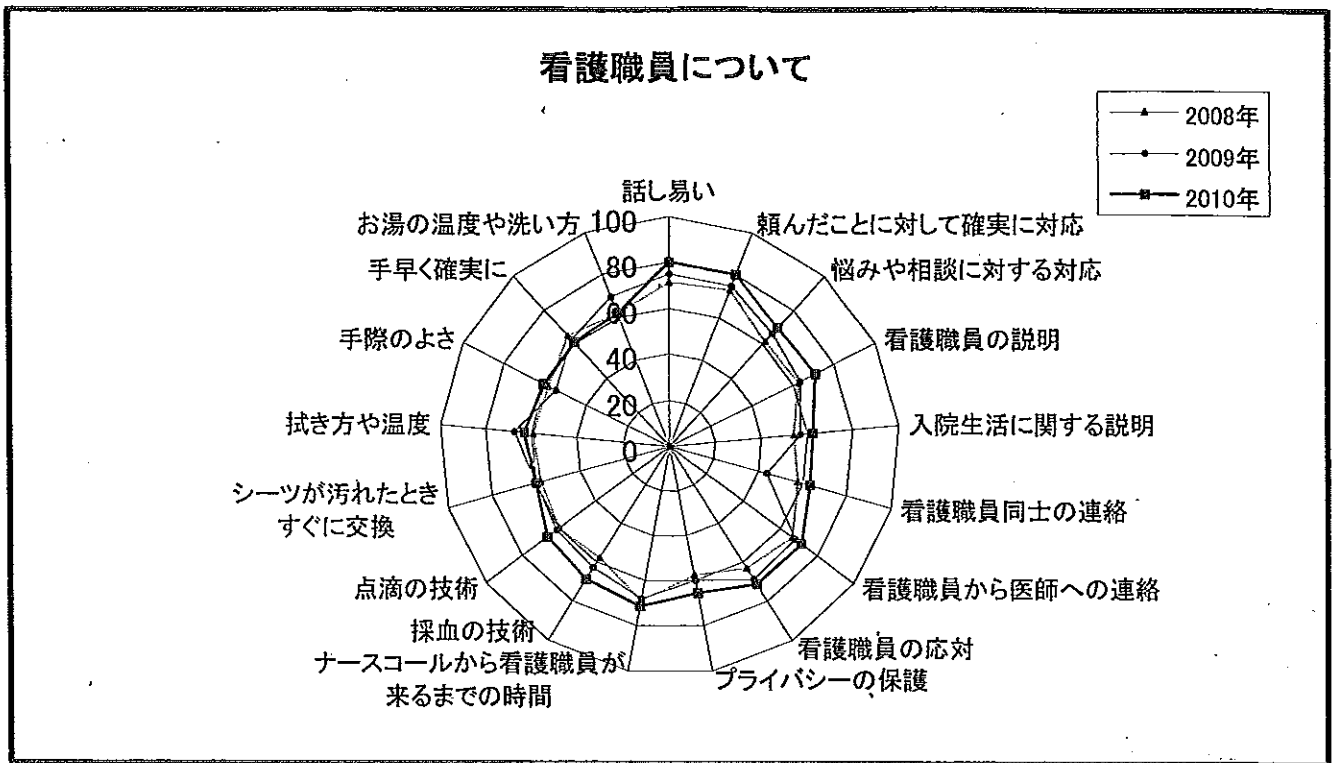 看護職員について
2008年
2009年
2010年
話し易い
頼んだことに対して確実に対応
悩みや相談に対する対応
看護職員の説明
入院生活に関する説明
看護職員同士の連絡
看護職員から医師への連絡
看護職員の応対
プライバシーの保護
ナースコールから看護職員が
来るまでの時間
採血の技術
点滴の技術
シーツが汚れたとき
すぐに交換
拭き方や温度
手際のよさ
手早く確実に
お湯の温度や洗い方
100
80
60
40
20
0